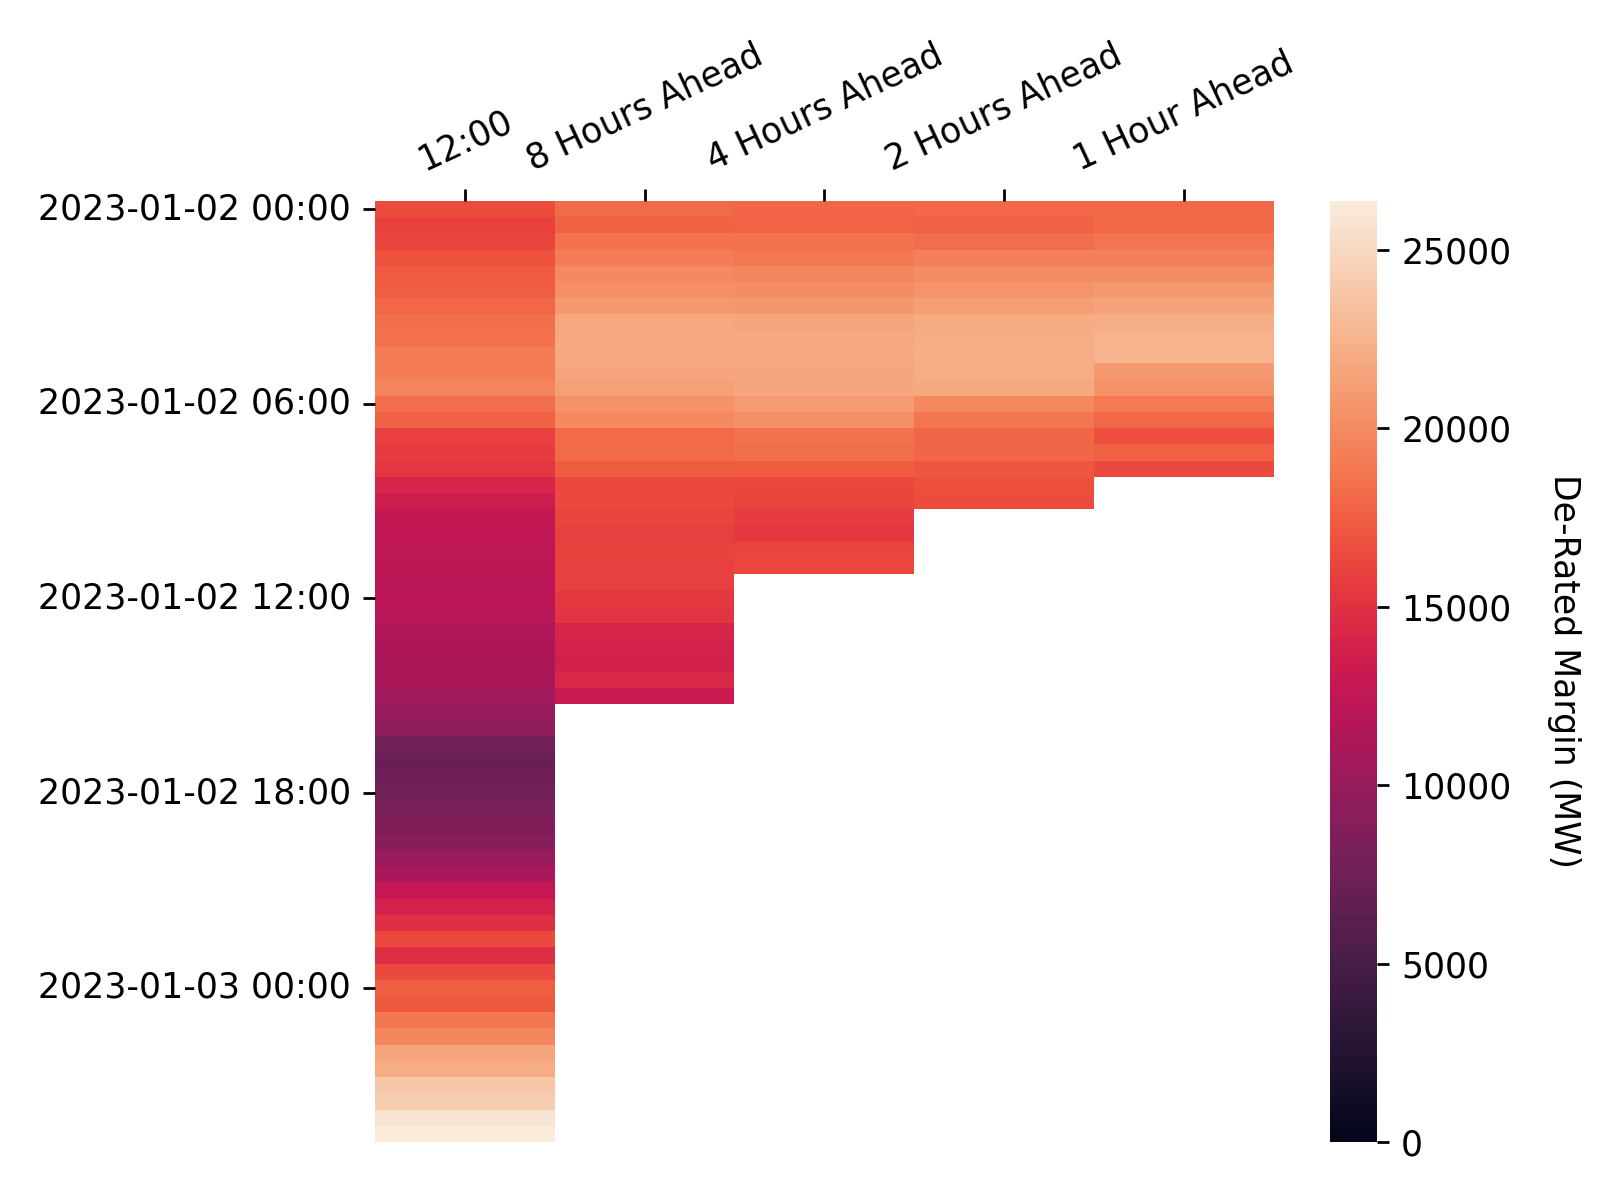 12:00
8 Hours Ahead
4 Hours Ahead
2 Hours Ahead
1 Hour Ahead
2023-01-02 00:00
2023-01-02 06:00
2023-01-02 12:00
2023-01-02 18:00
2023-01-03 00:00
25000
20000
15000
10000
5000
0
De-Rated Margin (MW)